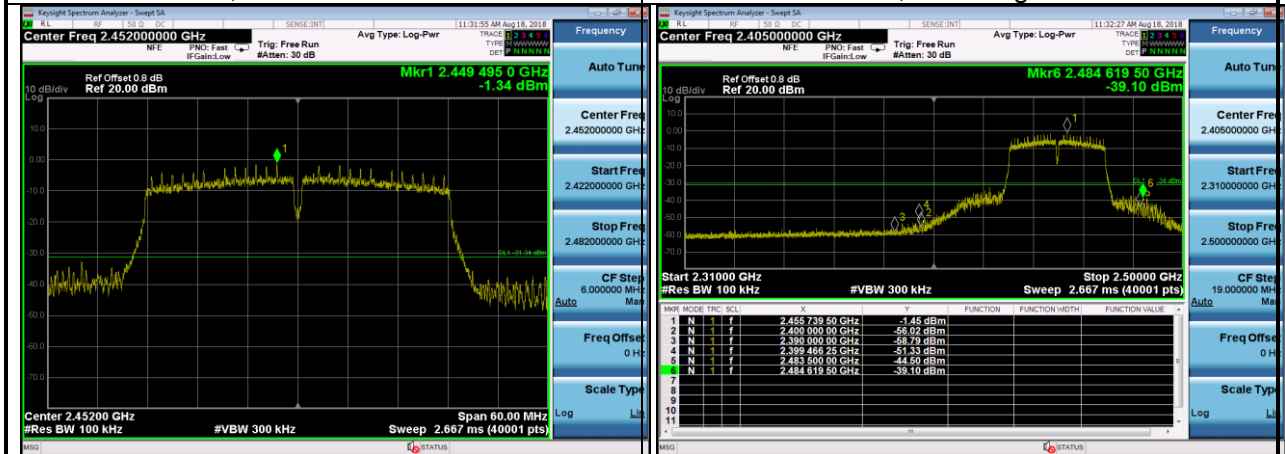 Keysight Spectrum Analyzer - Swept SA
RL RF 50 Ω DC SENSE:INT 11:31:55 AM Aug 18, 2018
Center Freq 2.452000000 GHz Avg Type: Log-Pwr TRACE 1 2 3 4 5 6
NFE PNO: Fast Trig: Free Run TYPE M WWWWW
IFGain:Low #Atten: 30 dB DET P NNNNN
Mkr1 2.449 495 0 GHz
-1.34 dBm
Ref Offset 0.8 dB
10 dB/div Ref 20.00 dBm
Log
10.0
0.00
-10.0
-20.0
-30.0
-40.0
-50.0
-60.0
-70.0
1
DL1 -31.34 dBm
Center 2.45200 GHz Span 60.00 MHz
#Res BW 100 kHz #VBW 300 kHz Sweep 2.667 ms (40001 pts)
MSG STATUS
Frequency
Auto Tune
Center Freq
2.452000000 GHz
Start Freq
2.422000000 GHz
Stop Freq
2.482000000 GHz
CF Step
6.000000 MHz
Auto Man
Freq Offset
0 Hz
Scale Type
Log Lin
Keysight Spectrum Analyzer - Swept SA
RL RF 50 Ω DC SENSE:INT 11:32:27 AM Aug 18, 2018
Center Freq 2.405000000 GHz Avg Type: Log-Pwr TRACE 1 2 3 4 5 6
NFE PNO: Fast Trig: Free Run TYPE M WWWWW
IFGain:Low #Atten: 30 dB DET P NNNNN
Mkr6 2.484 619 50 GHz
-39.10 dBm
Ref Offset 0.8 dB
10 dB/div Ref 20.00 dBm
Log
10.0
0.00
-10.0
-20.0
-30.0
-40.0
-50.0
-60.0
-70.0
1
3
4
2
6
Start 2.31000 GHz Stop 2.50000 GHz
#Res BW 100 kHz #VBW 300 kHz Sweep 2.667 ms (40001 pts)
MKR MODE TRC SCL X Y FUNCTION FUNCTION WIDTH FUNCTION VALUE
1 N 1 f 2.455 739 50 GHz -1.45 dBm
2 N 1 f 2.400 000 00 GHz -56.02 dBm
3 N 1 f 2.390 000 00 GHz -58.79 dBm
4 N 1 f 2.399 466 25 GHz -51.33 dBm
5 N 1 f 2.483 500 00 GHz -44.50 dBm
6 N 1 f 2.484 619 50 GHz -39.10 dBm
7
8
9
10
11
MSG STATUS
Frequency
Auto Tune
Center Freq
2.405000000 GHz
Start Freq
2.310000000 GHz
Stop Freq
2.500000000 GHz
CF Step
19.000000 MHz
Auto Man
Freq Offset
0 Hz
Scale Type
Log Lin